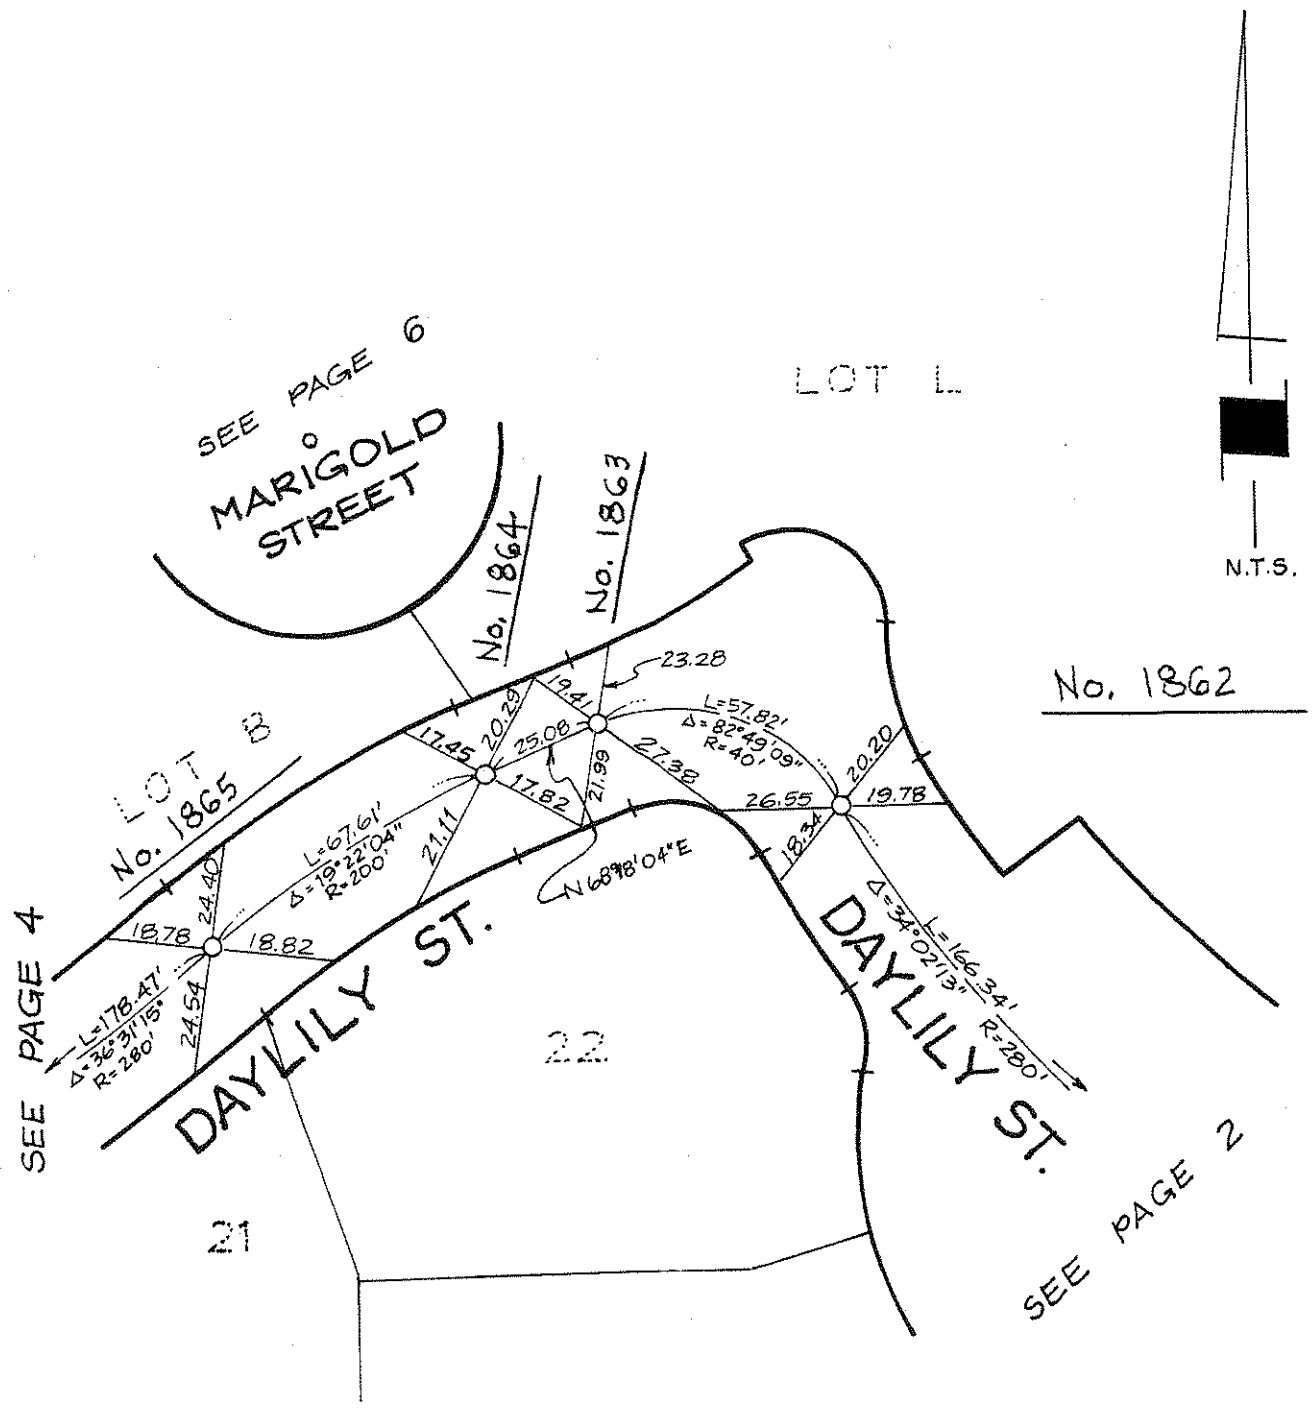 SEE PAGE 6
MARIGOLD
STREET
LOT L
N.T.S.
No. 1864
No. 1863
No. 1862
23.28
19.41
20.29
17.45
25.08
L=57.82'
Δ=82°49'09"
R=40'
LOT B
No. 1865
27.38
21.99
17.82
20.20
26.55
19.78
18.34
21.11
L=67.61'
Δ=19°22'04"
R=200'
24.40
18.78
18.82
24.54
DAYLILY ST.
DAYLILY ST.
L=166.34'
Δ=34°02'13"
R=280'
L=178.47'
Δ=36°31'15"
R=280'
SEE PAGE 4
22
21
SEE PAGE 2